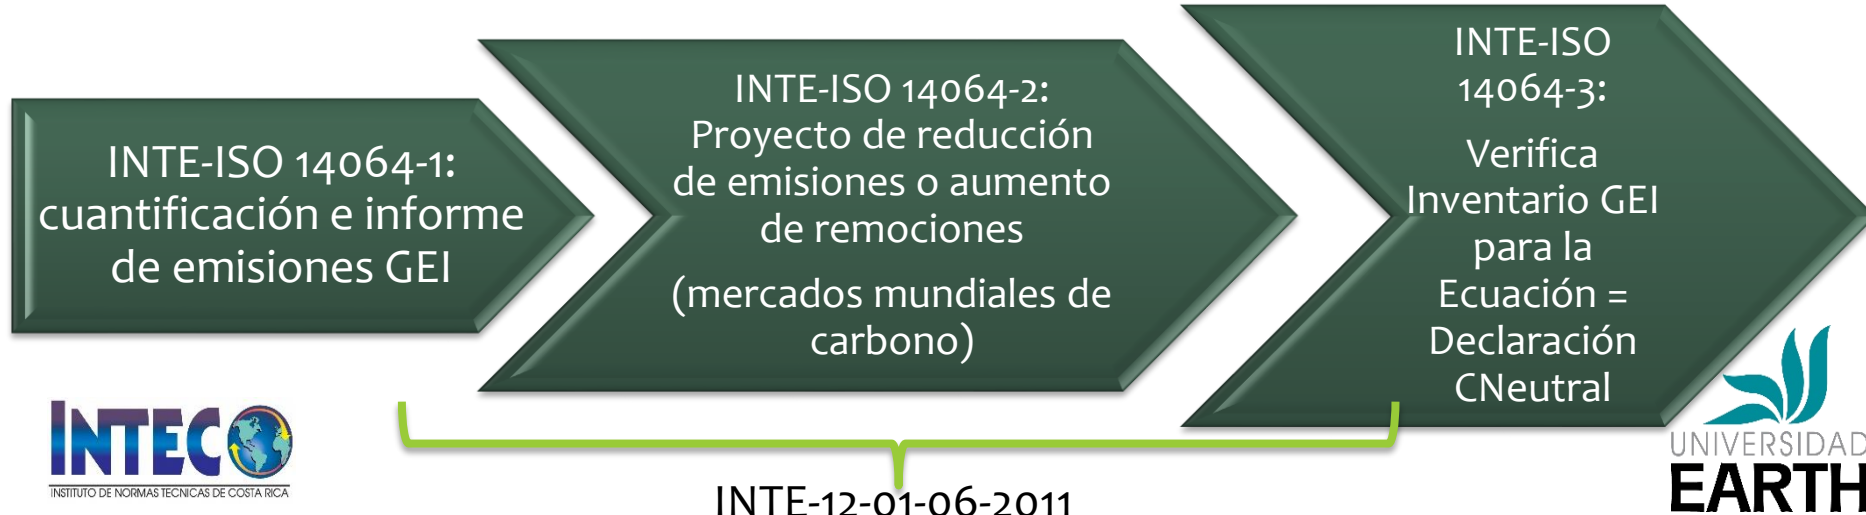 INTE-ISO 14064-1:
cuantificación e informe
de emisiones GEI
INTE-ISO 14064-2:
Proyecto de reducción
de emisiones o aumento
de remociones
(mercados mundiales de
carbono)
INTE-ISO
14064-3:
Verifica
Inventario GEI
para la
Ecuación =
Declaración
CNeutral
INTECO
INSTITUTO DE NORMAS TECNICAS DE COSTA RICA
INTE-12-01-06-2011
UNIVERSIDAD
EARTH